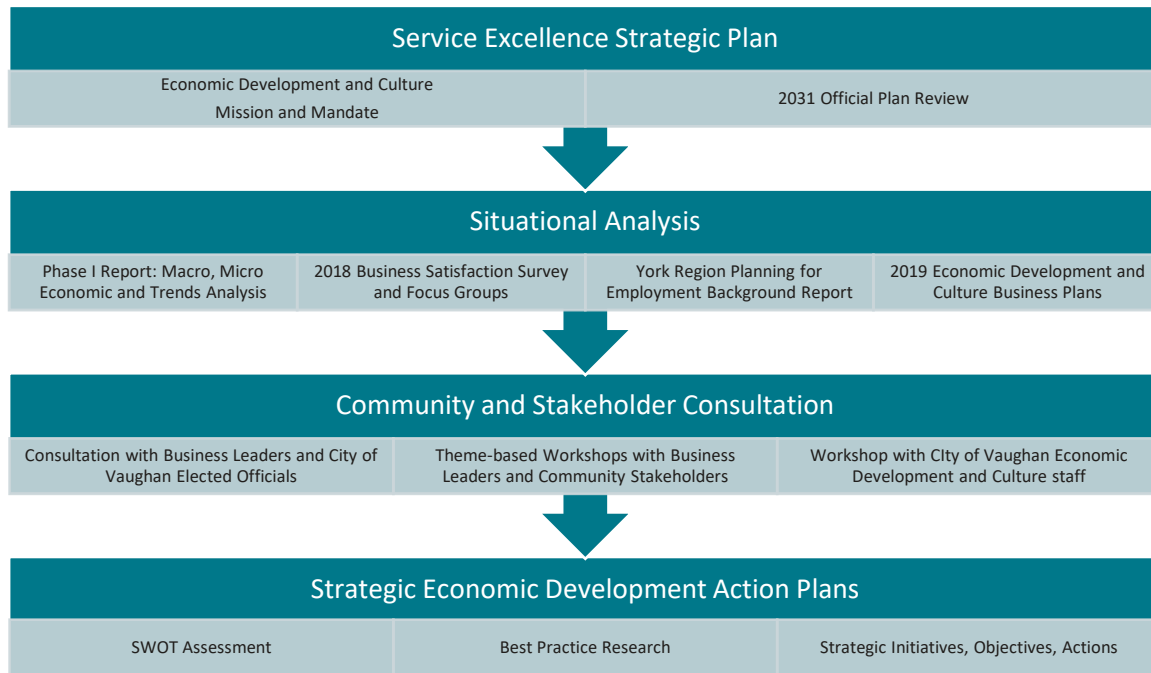 Service Excellence Strategic Plan
Economic Development and Culture
Mission and Mandate
2031 Official Plan Review
Situational Analysis
Phase I Report: Macro, Micro
Economic and Trends Analysis
2018 Business Satisfaction Survey
and Focus Groups
York Region Planning for
Employment Background Report
2019 Economic Development and
Culture Business Plans
Community and Stakeholder Consultation
Consultation with Business Leaders and City of
Vaughan Elected Officials
Theme-based Workshops with Business
Leaders and Community Stakeholders
Workshop with CIty of Vaughan Economic
Development and Culture staff
Strategic Economic Development Action Plans
SWOT Assessment
Best Practice Research
Strategic Initiatives, Objectives, Actions